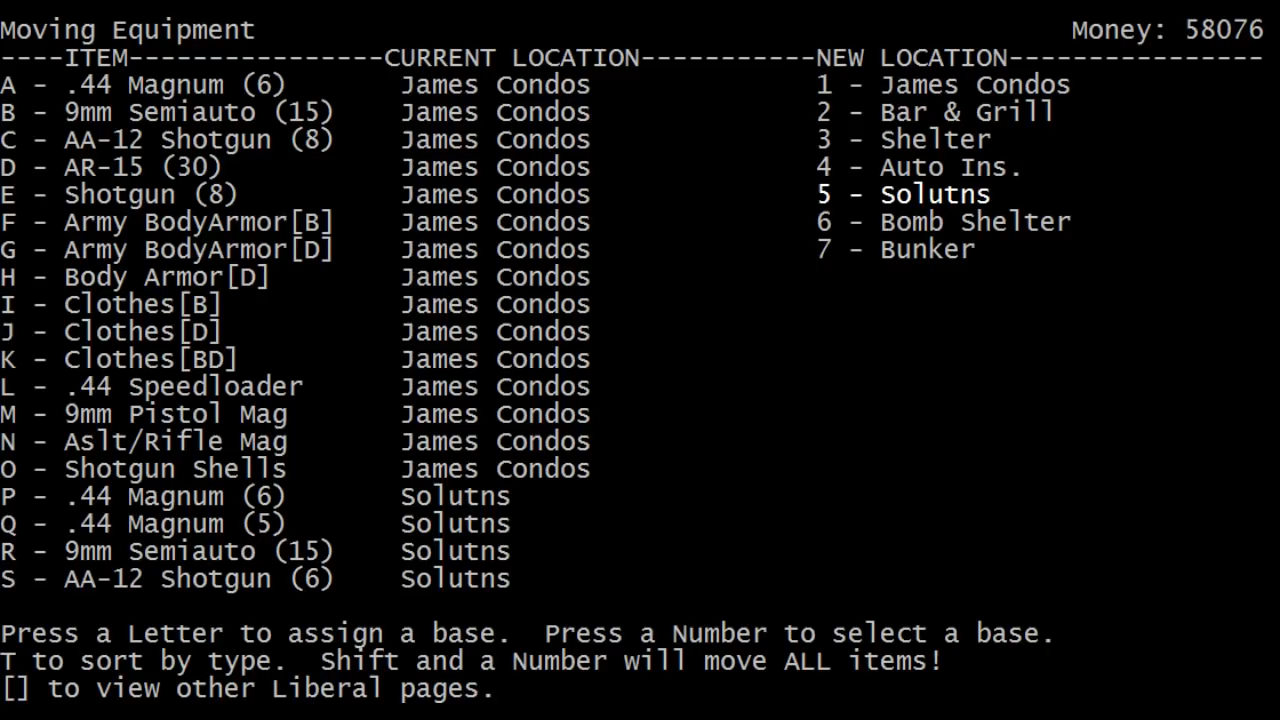 Moving Equipment Money: 58076
----ITEM----------------CURRENT LOCATION-----------NEW LOCATION----------------
A - .44 Magnum (6) James Condos 1 - James Condos
B - 9mm Semiauto (15) James Condos 2 - Bar & Grill
C - AA-12 Shotgun (8) James Condos 3 - Shelter
D - AR-15 (30) James Condos 4 - Auto Ins.
E - Shotgun (8) James Condos 5 - Solutns
F - Army BodyArmor[B] James Condos 6 - Bomb Shelter
G - Army BodyArmor[D] James Condos 7 - Bunker
H - Body Armor[D] James Condos
I - Clothes[B] James Condos
J - Clothes[D] James Condos
K - Clothes[BD] James Condos
L - .44 Speedloader James Condos
M - 9mm Pistol Mag James Condos
N - Aslt/Rifle Mag James Condos
O - Shotgun Shells James Condos
P - .44 Magnum (6) Solutns
Q - .44 Magnum (5) Solutns
R - 9mm Semiauto (15) Solutns
S - AA-12 Shotgun (6) Solutns
Press a Letter to assign a base. Press a Number to select a base.
T to sort by type. Shift and a Number will move ALL items!
[] to view other Liberal pages.